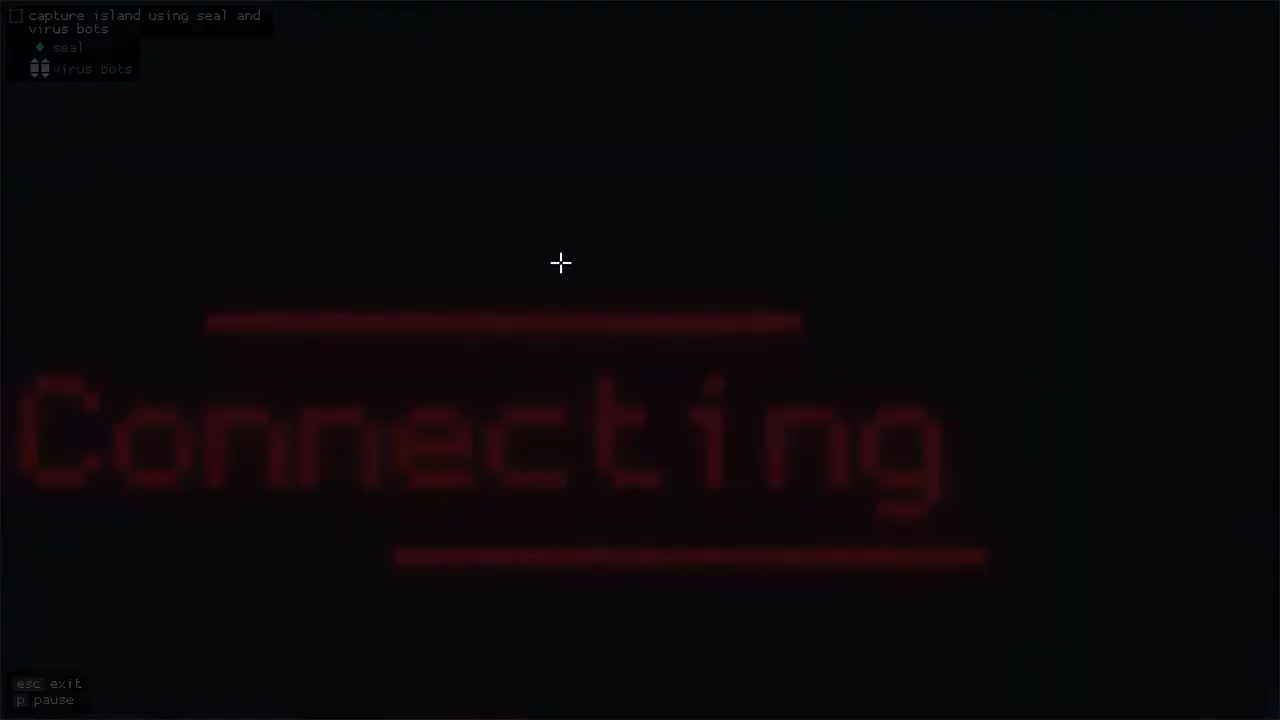 capture island using seal and
virus bots
seal
virus bots
Connecting
esc exit
p pause